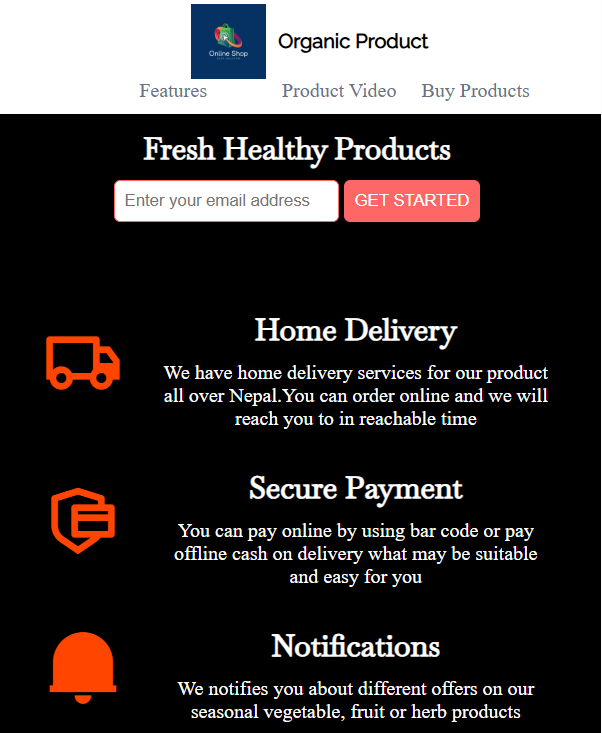 Online Shop
Organic Product
Features Product Video Buy Products
Fresh Healthy Products
Enter your email address GET STARTED
Home Delivery
We have home delivery services for our product
all over Nepal.You can order online and we will
reach you to in reachable time
Secure Payment
You can pay online by using bar code or pay
offline cash on delivery what may be suitable
and easy for you
Notifications
We notifies you about different offers on our
seasonal vegetable, fruit or herb products